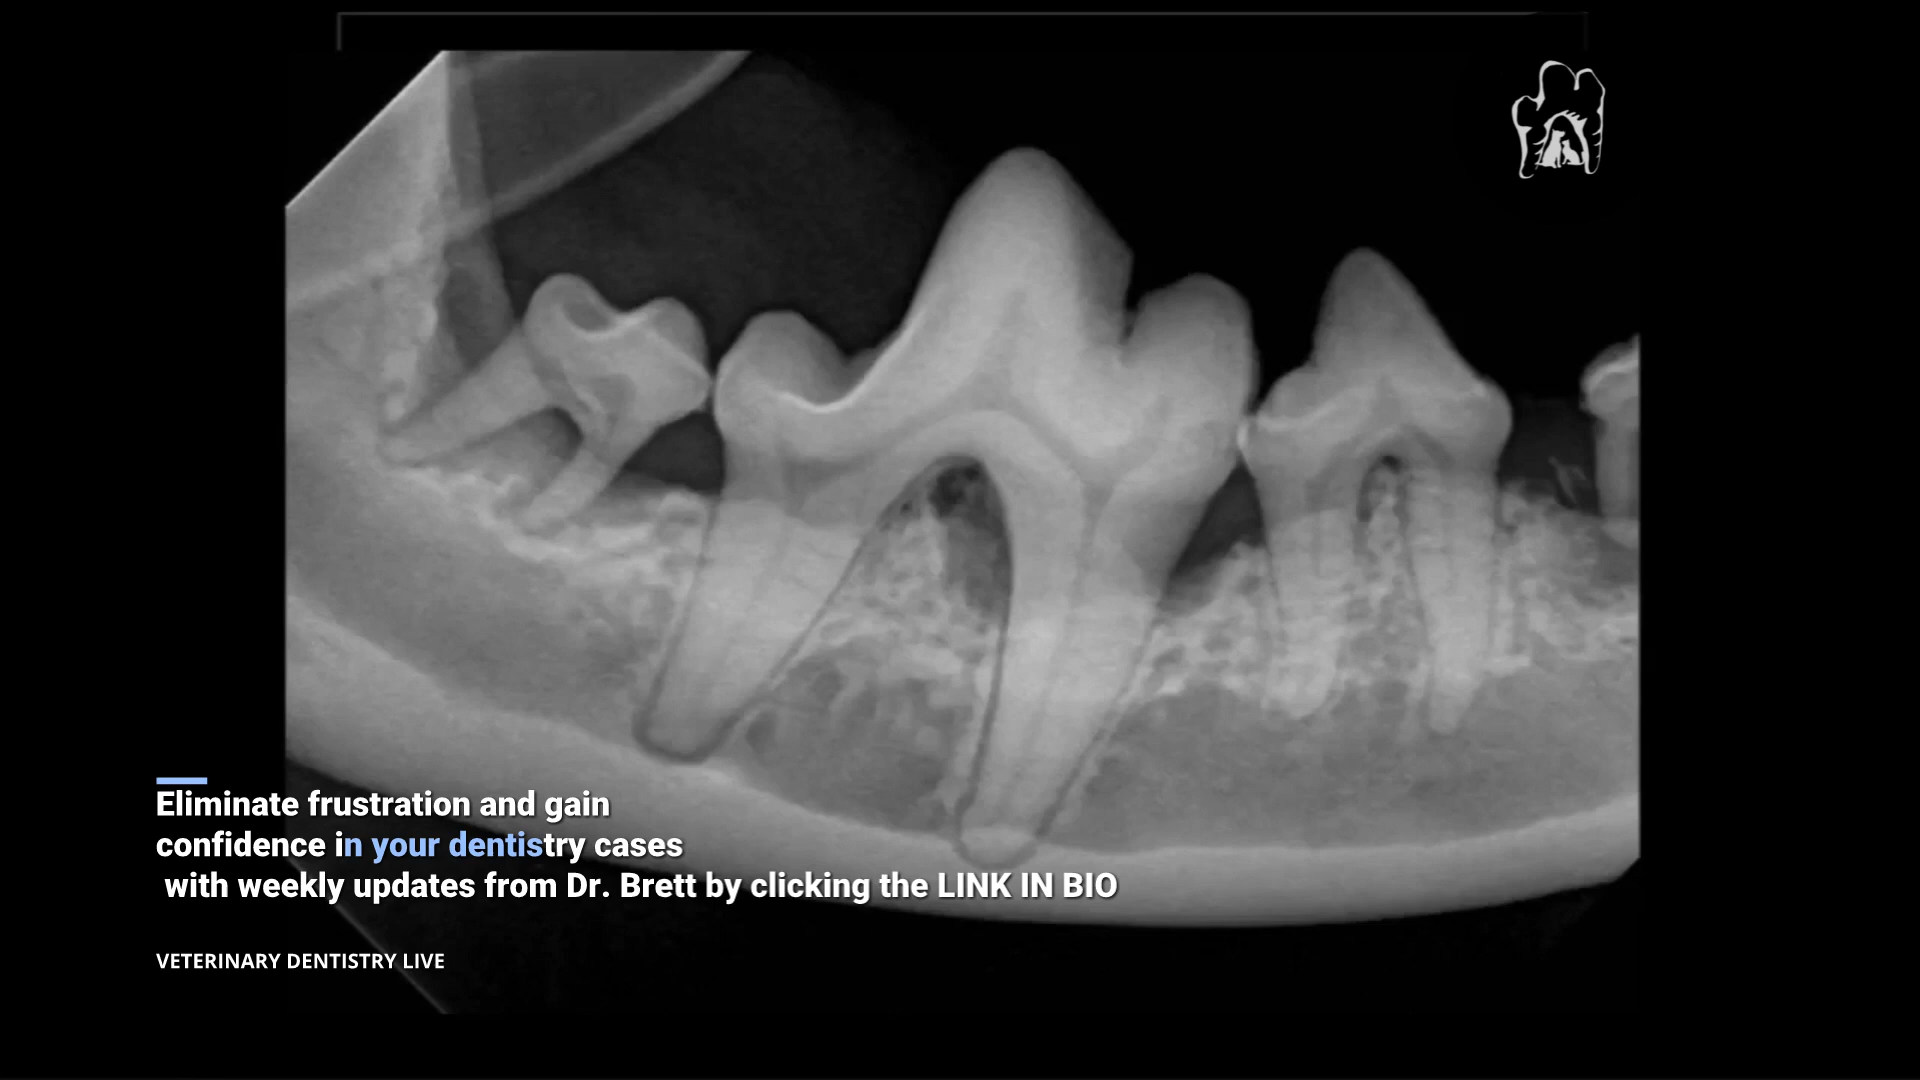 Eliminate frustration and gain
confidence in your dentistry cases
with weekly updates from Dr. Brett by clicking the LINK IN BIO
VETERINARY DENTISTRY LIVE